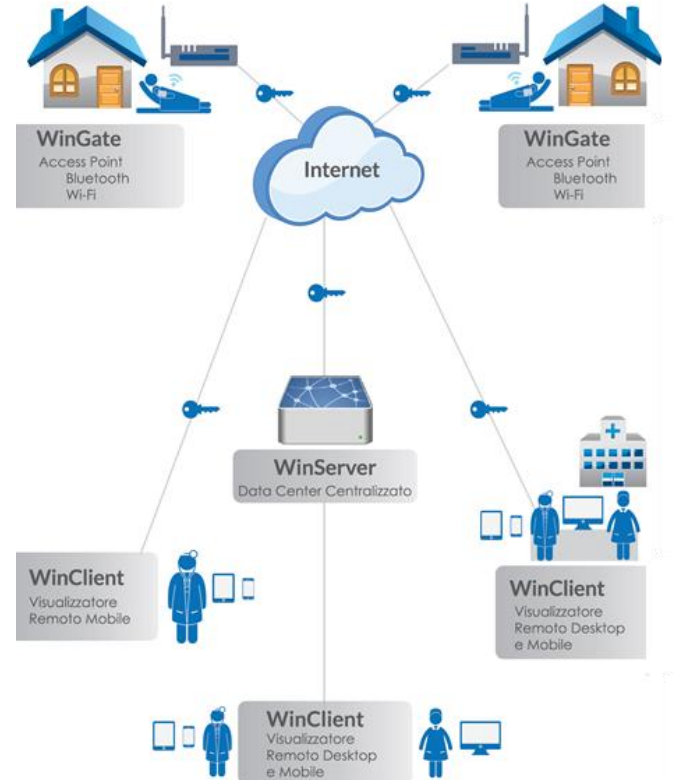 WinGate
Access Point
Bluetooth
Wi-Fi
WinGate
Access Point
Bluetooth
Wi-Fi
Internet
WinServer
Data Center Centralizzato
WinClient
Visualizzatore
Remoto Mobile
WinClient
Visualizzatore
Remoto Desktop
e Mobile
WinClient
Visualizzatore
Remoto Desktop
e Mobile